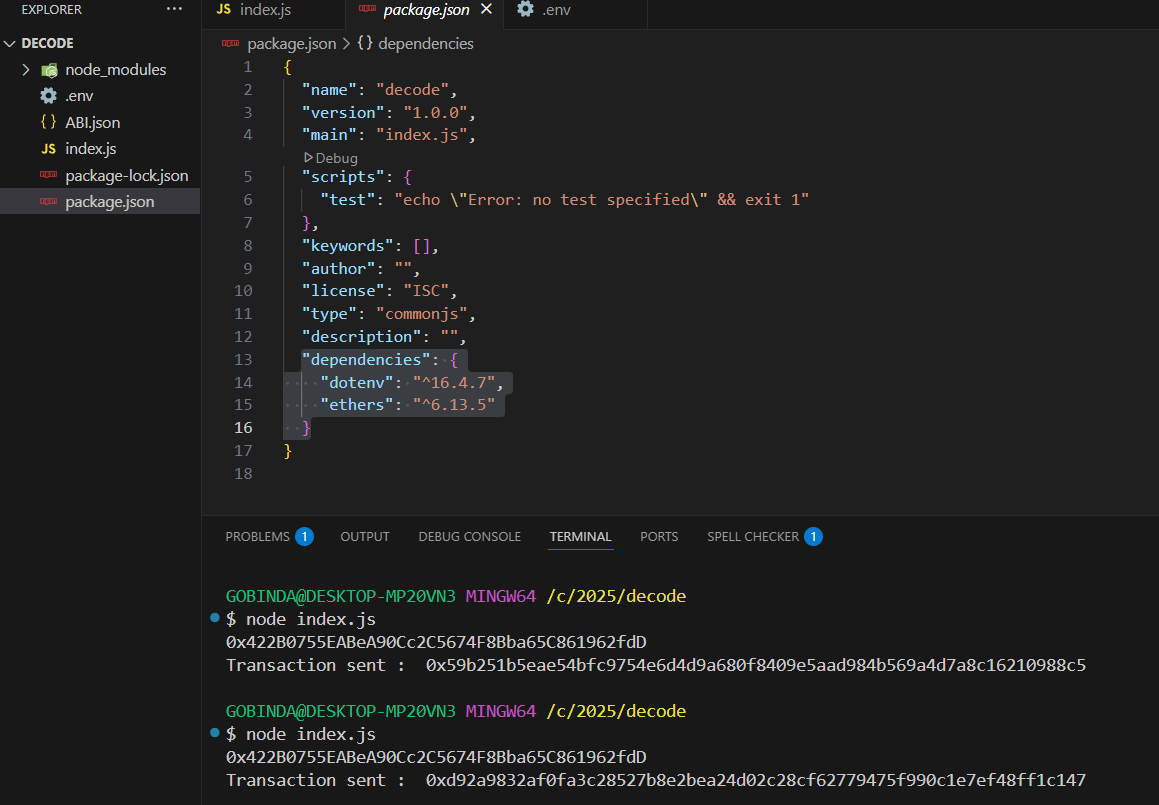 EXPLORER ···
JS index.js
package.json ×
.env
DECODE
node_modules
.env
{ } ABI.json
JS index.js
package-lock.json
package.json
package.json > {} dependencies
1 {
2 "name": "decode",
3 "version": "1.0.0",
4 "main": "index.js",
Debug
5 "scripts": {
6 "test": "echo \"Error: no test specified\" && exit 1"
7 },
8 "keywords": [],
9 "author": "",
10 "license": "ISC",
11 "type": "commonjs",
12 "description": "",
13 "dependencies": {
14 "dotenv": "^16.4.7",
15 "ethers": "^6.13.5"
16 }
17 }
18
PROBLEMS 1 OUTPUT DEBUG CONSOLE TERMINAL PORTS SPELL CHECKER 1
GOBINDA@DESKTOP-MP20VN3 MINGW64 /c/2025/decode
$ node index.js
0x422B0755EABeA90Cc2C5674F8Bba65C861962fdD
Transaction sent :  0x59b251b5eae54bfc9754e6d4d9a680f8409e5aad984b569a4d7a8c16210988c5
GOBINDA@DESKTOP-MP20VN3 MINGW64 /c/2025/decode
$ node index.js
0x422B0755EABeA90Cc2C5674F8Bba65C861962fdD
Transaction sent :  0xd92a9832af0fa3c28527b8e2bea24d02c28cf62779475f990c1e7ef48ff1c147